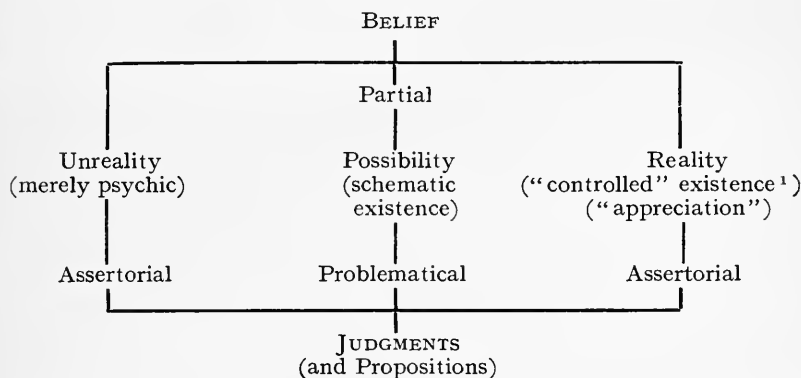 BELIEF
Partial
Unreality Possibility Reality
(merely psychic) (schematic existence) (“controlled” existence¹)
(“appreciation”)
Assertorial Problematical Assertorial
JUDGMENTS
(and Propositions)